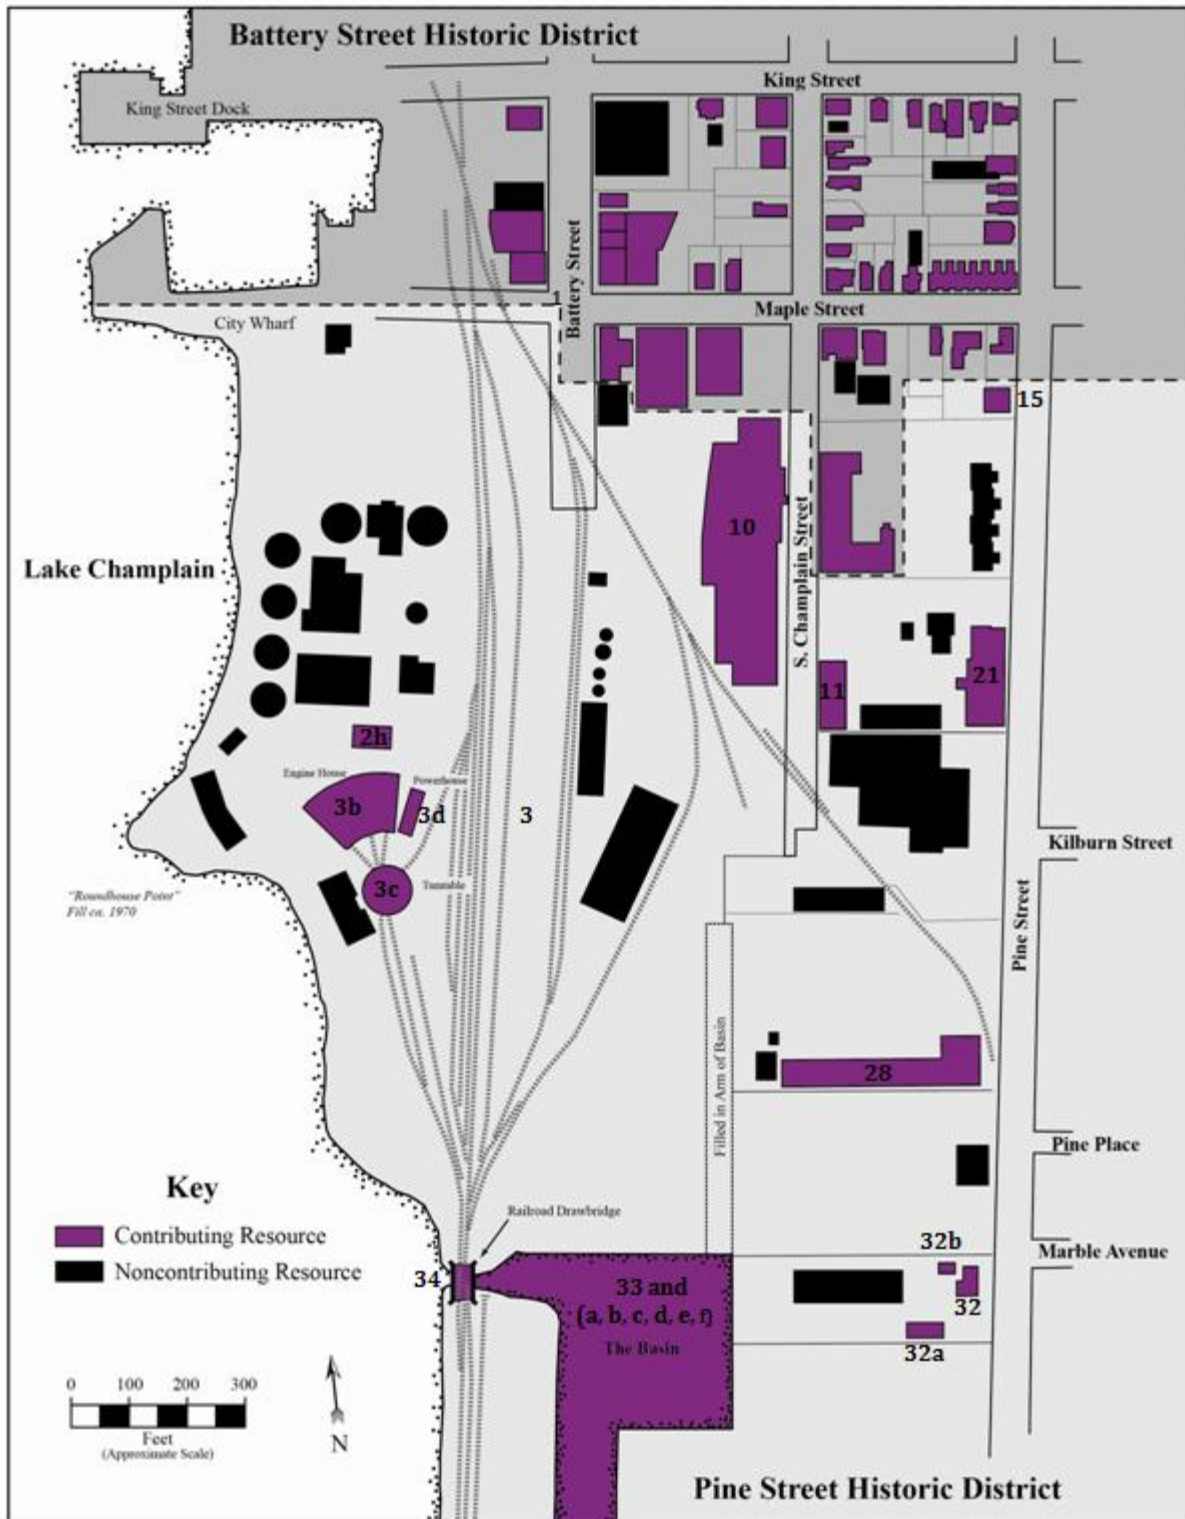 Battery Street Historic District
King Street
King Street Dock
Battery Street
Maple Street
City Wharf
15
10
S. Champlain Street
Lake Champlain
11
21
2h
Engine House
Powerhouse
3b
3d
3
Kilburn Street
3c
Turntable
"Roundhouse Point"
Fill ca. 1970
Pine Street
Filled in Arm of Basin
28
Pine Place
Key
Contributing Resource
Noncontributing Resource
Railroad Drawbridge
32b
Marble Avenue
34
33 and
(a, b, c, d, e, f)
The Basin
32
32a
0 100 200 300
Feet
(Approximate Scale)
N
Pine Street Historic District